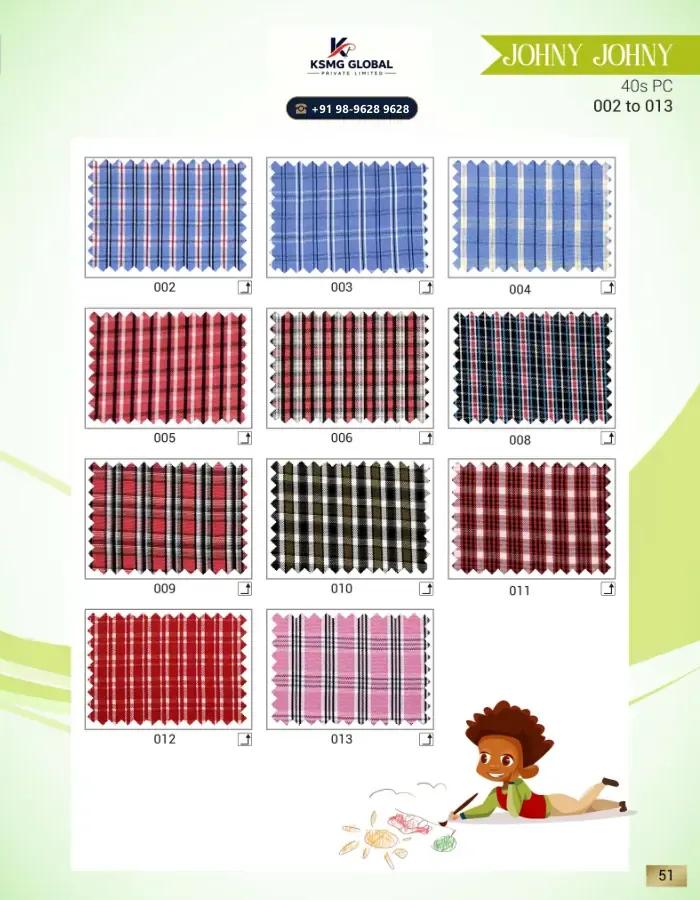 KSMG GLOBAL
PRIVATE LIMITED
+91 98-9628 9628
JOHNY JOHNY
40s PC
002 to 013
002
003
004
005
006
008
009
010
011
012
013
51